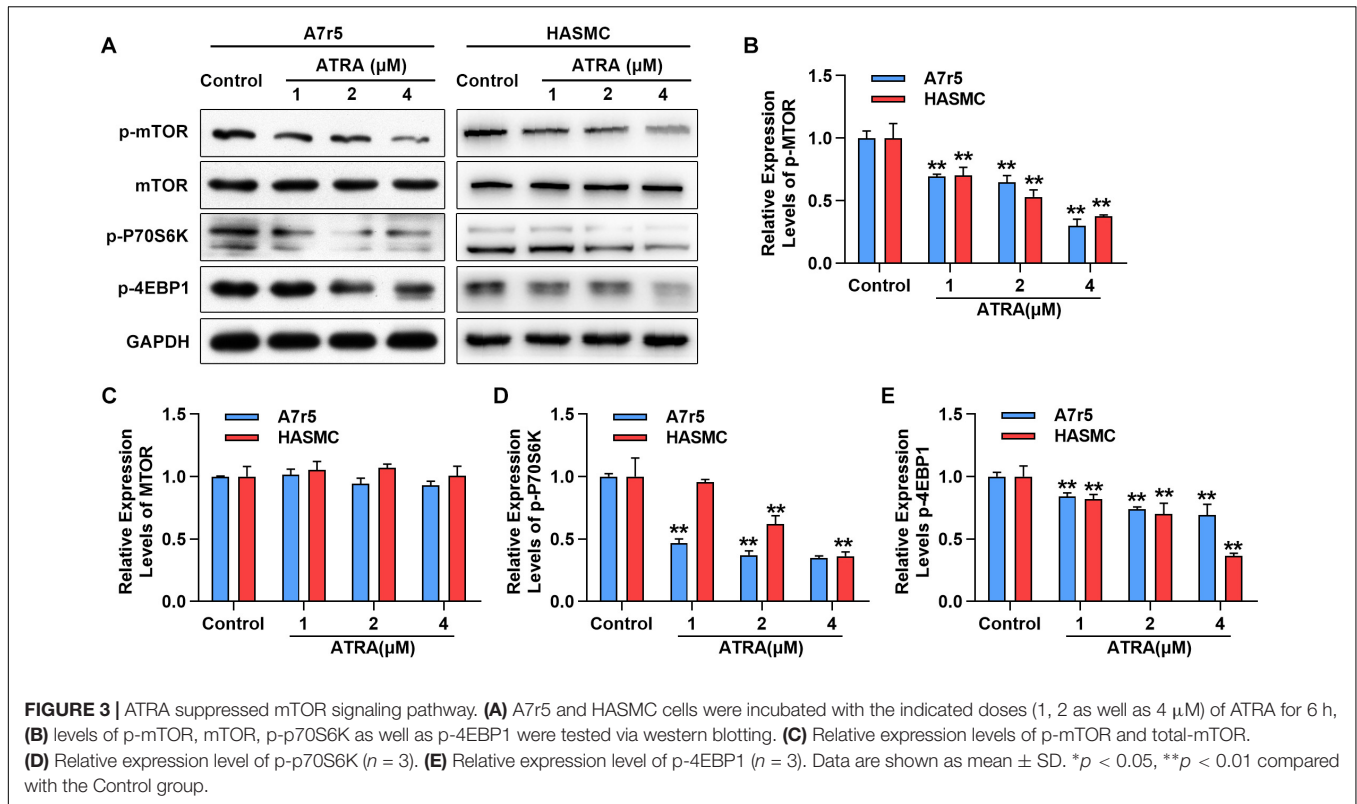 A
A7r5
HASMC
Control
ATRA (μM)
1 2 4
Control
ATRA (μM)
1 2 4
p-mTOR
mTOR
p-P70S6K
p-4EBP1
GAPDH
B
A7r5
HASMC
Relative Expression
Levels of p-MTOR
1.5
1.0
0.5
0.0
** ** ** ** ** **
Control 1 2 4
ATRA(μM)
C
A7r5
HASMC
Relative Expression
Levels of MTOR
1.5
1.0
0.5
0.0
Control 1 2 4
ATRA(μM)
D
A7r5
HASMC
Relative Expression
Levels of p-P70S6K
1.5
1.0
0.5
0.0
** ** ** **
Control 1 2 4
ATRA(μM)
E
A7r5
HASMC
Relative Expression
Levels p-4EBP1
1.5
1.0
0.5
0.0
** ** ** ** ** **
Control 1 2 4
ATRA(μM)
FIGURE 3 | ATRA suppressed mTOR signaling pathway. (A) A7r5 and HASMC cells were incubated with the indicated doses (1, 2 as well as 4 μM) of ATRA for 6 h,
(B) levels of p-mTOR, mTOR, p-p70S6K as well as p-4EBP1 were tested via western blotting. (C) Relative expression levels of p-mTOR and total-mTOR.
(D) Relative expression level of p-p70S6K (n = 3). (E) Relative expression level of p-4EBP1 (n = 3). Data are shown as mean ± SD. *p < 0.05, **p < 0.01 compared
with the Control group.